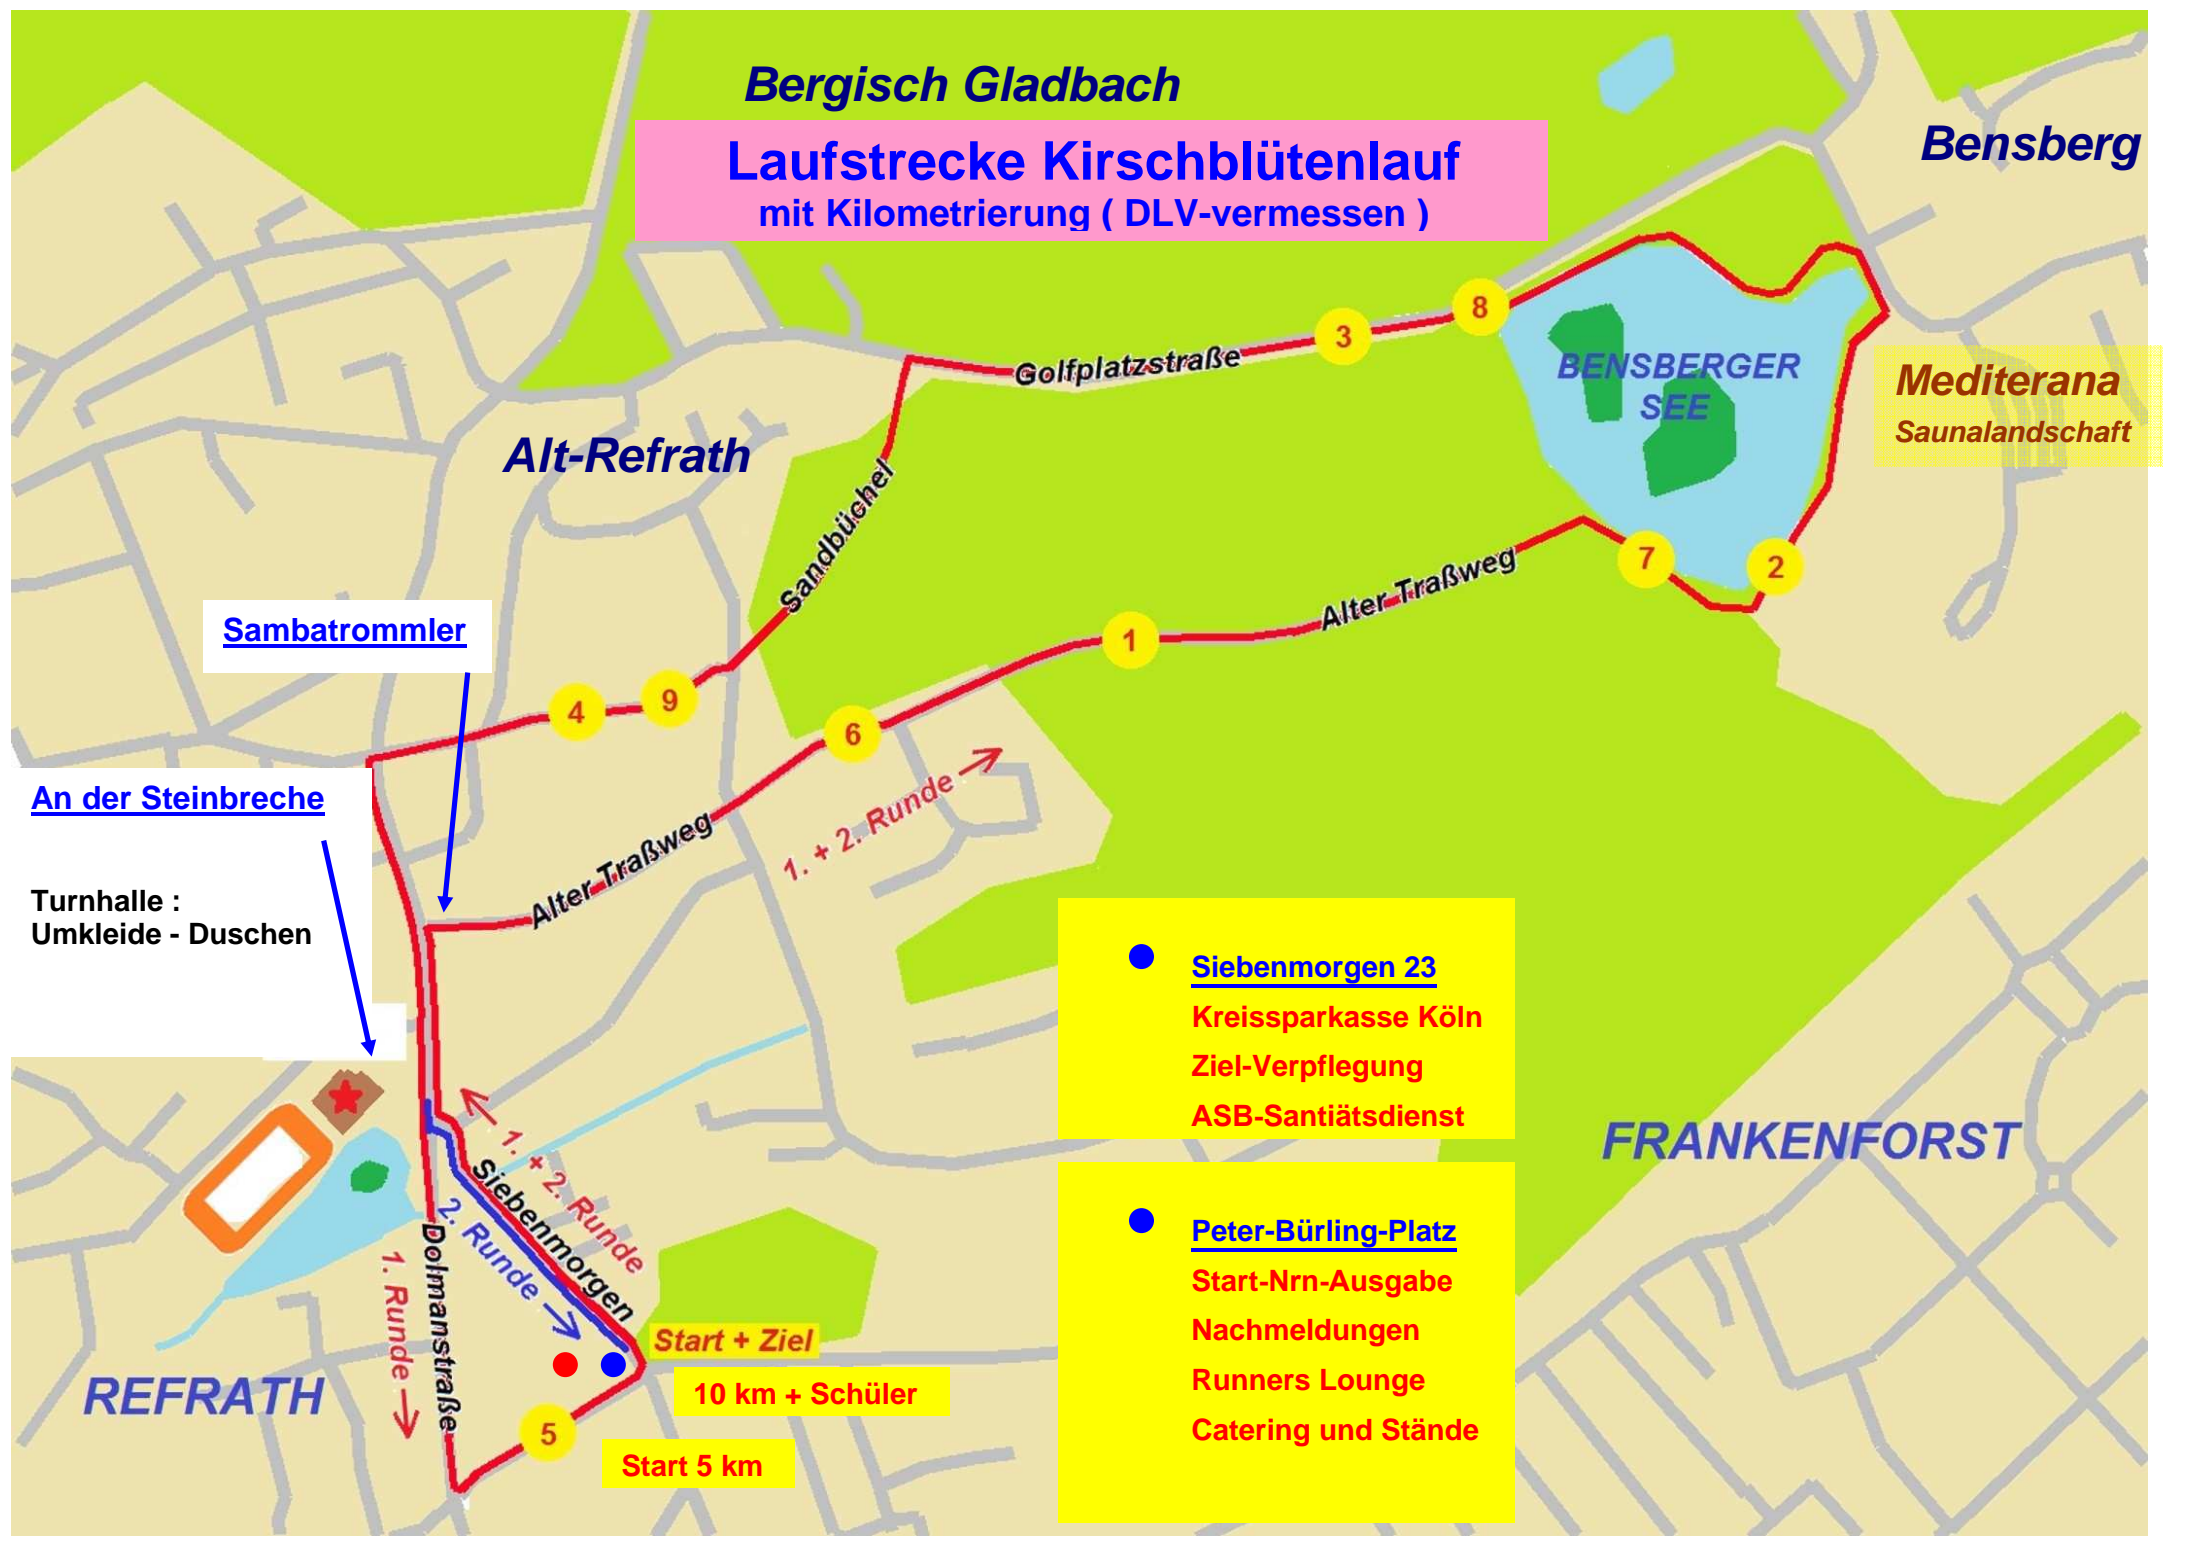 Bergisch Gladbach
Laufstrecke Kirschblütenlauf
mit Kilometrierung ( DLV-vermessen )
Bensberg
8
3
Golfplatzstraße
BENSBERGER
SEE
Mediterana
Saunalandschaft
Alt-Refrath
Sandbüchel
Alter Traßweg
7
2
Sambatrommler
1
4
9
6
An der Steinbreche
Turnhalle :
Umkleide - Duschen
Alter Traßweg
1. + 2. Runde
Siebenmorgen 23
Kreissparkasse Köln
Ziel-Verpflegung
ASB-Santiätsdienst
FRANKENFORST
1. + 2. Runde
Siebenmorgen
2. Runde
Dolmanstraße
1. Runde
Start + Ziel
10 km + Schüler
5
Start 5 km
REFRATH
Peter-Bürling-Platz
Start-Nrn-Ausgabe
Nachmeldungen
Runners Lounge
Catering und Stände